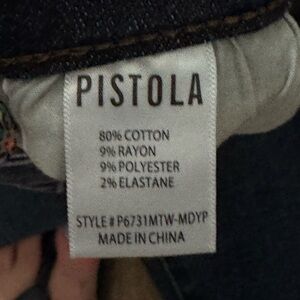 PISTOLA
80% COTTON
9% RAYON
9% POLYESTER
2% ELASTANE
STYLE # P6731MTW-MDYP
MADE IN CHINA